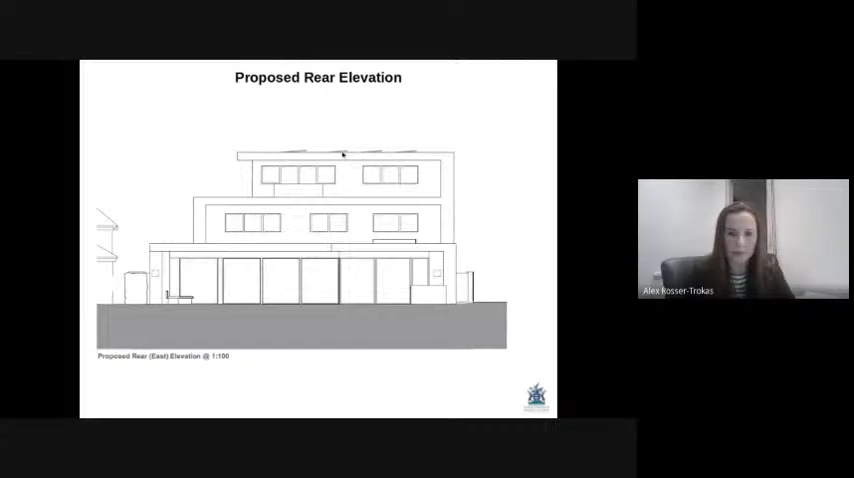 Proposed Rear Elevation
Proposed Rear (East) Elevation @ 1:100
Alex Rosser-Trokas